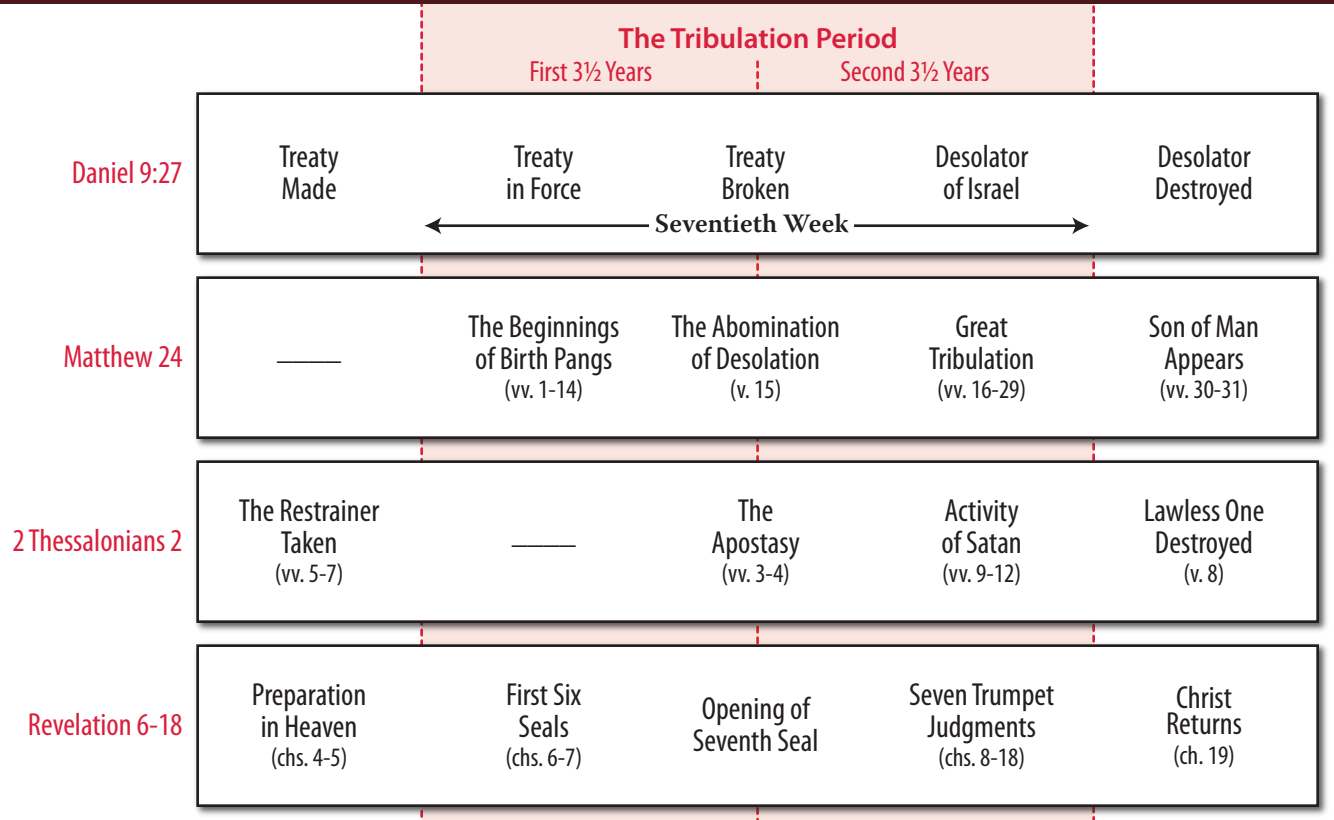 The Tribulation Period
First 3½ Years
Second 3½ Years
Daniel 9:27
Treaty
Made
Treaty
in Force
Treaty
Broken
Desolator
of Israel
Desolator
Destroyed
Seventieth Week
Matthew 24
————
The Beginnings
of Birth Pangs
(vv. 1-14)
The Abomination
of Desolation
(v. 15)
Great
Tribulation
(vv. 16-29)
Son of Man
Appears
(vv. 30-31)
2 Thessalonians 2
The Restrainer
Taken
(vv. 5-7)
————
The
Apostasy
(vv. 3-4)
Activity
of Satan
(vv. 9-12)
Lawless One
Destroyed
(v. 8)
Revelation 6-18
Preparation
in Heaven
(chs. 4-5)
First Six
Seals
(chs. 6-7)
Opening of
Seventh Seal
Seven Trumpet
Judgments
(chs. 8-18)
Christ
Returns
(ch. 19)